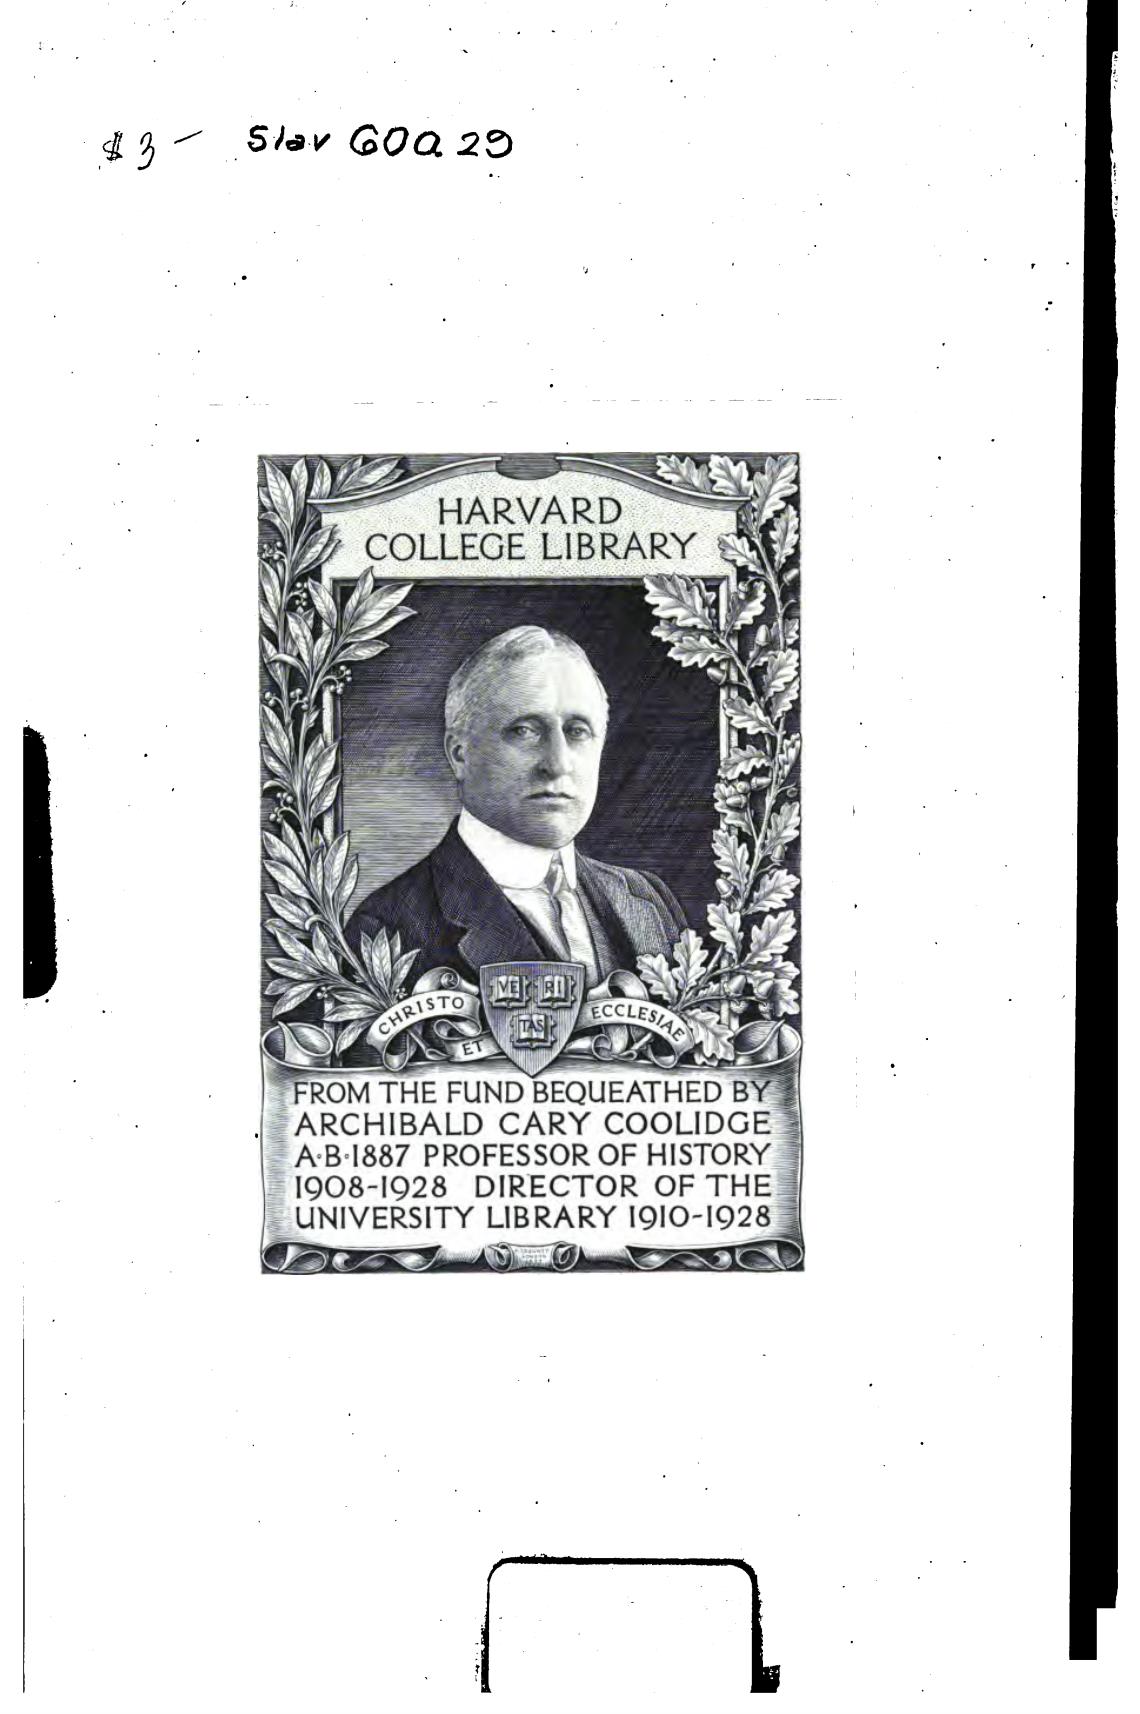 $3- Slav 600.29
HARVARD
COLLEGE LIBRARY
VE RI
TAS
CHRISTO
ET
ECCLESIAE
FROM THE FUND BEQUEATHED BY
ARCHIBALD CARY COOLIDGE
A·B·1887 PROFESSOR OF HISTORY
1908-1928 DIRECTOR OF THE
UNIVERSITY LIBRARY 1910-1928